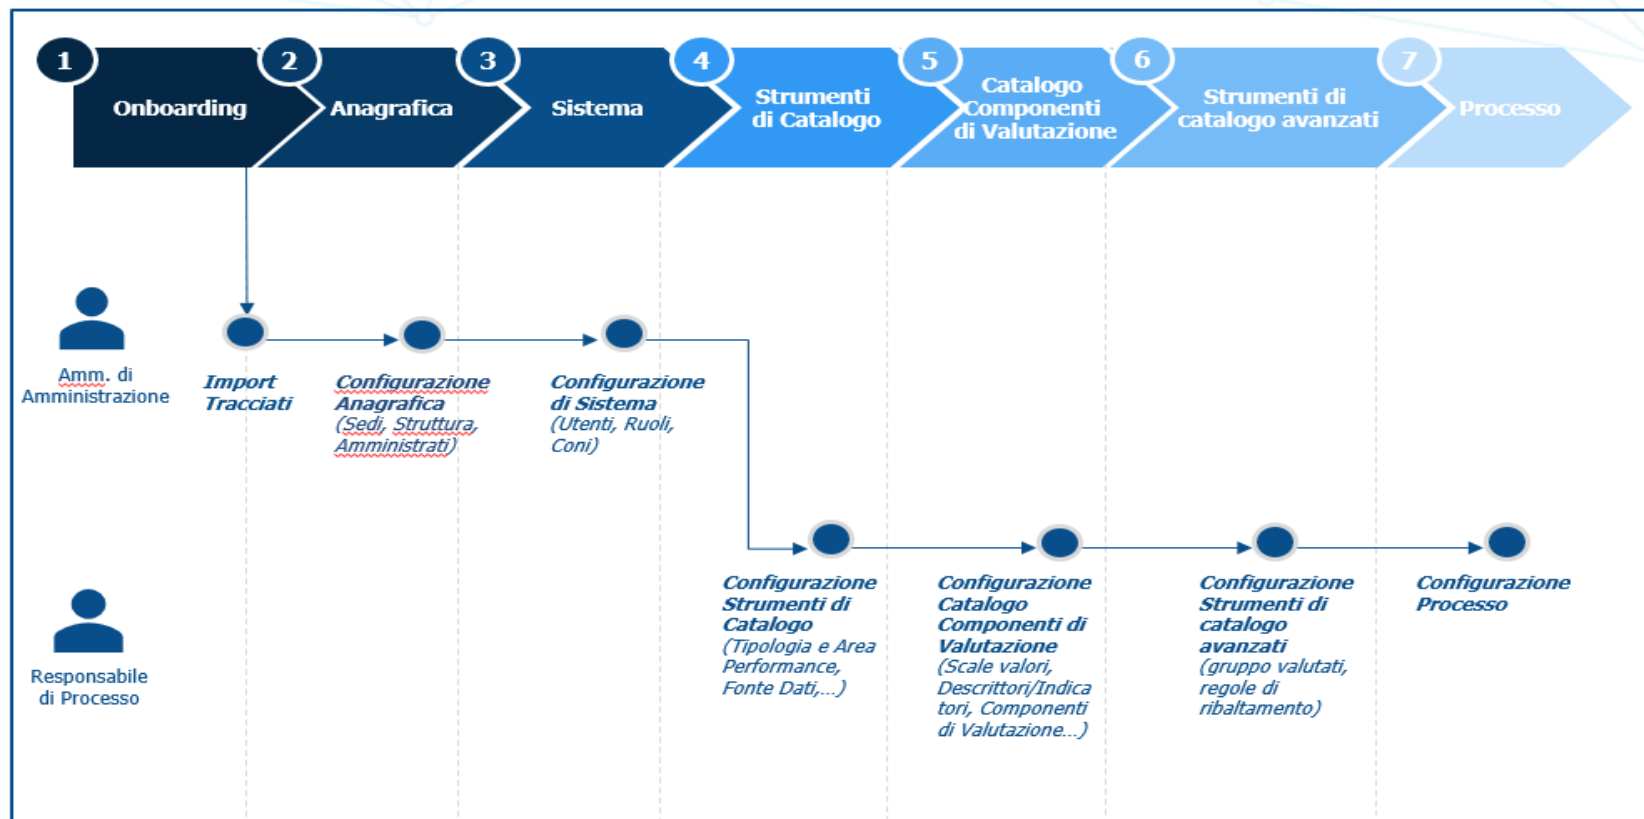 1
2
3
4
5
6
7
Onboarding
Anagrafica
Sistema
Strumenti
di Catalogo
Catalogo
Componenti
di Valutazione
Strumenti di
catalogo avanzati
Processo
Amm. di
Amministrazione
Import
Tracciati
Configurazione
Anagrafica
(Sedi, Struttura,
Amministrati)
Configurazione
di Sistema
(Utenti, Ruoli,
Coni)
Responsabile
di Processo
Configurazione
Strumenti di
Catalogo
(Tipologia e Area
Performance,
Fonte Dati,...)
Configurazione
Catalogo
Componenti di
Valutazione
(Scale valori,
Descrittori/Indica
tori, Componenti
di Valutazione...)
Configurazione
Strumenti di
catalogo
avanzati
(gruppo valutati,
regole di
ribaltamento)
Configurazione
Processo